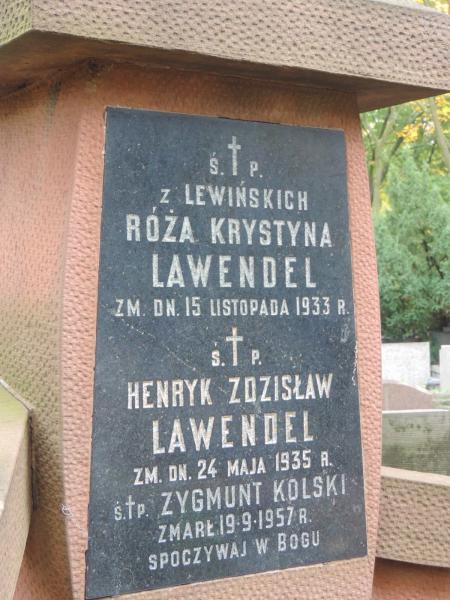 Ś. † P.
z LEWIŃSKICH
RÓŻA KRYSTYNA
LAWENDEL
ZM. DN. 15 LISTOPADA 1933 R.
Ś. † P.
HENRYK ZDZISŁAW
LAWENDEL
ZM. DN. 24 MAJA 1935 R.
Ś.†P. ZYGMUNT KOLSKI
ZMARŁ 19·9·1957 R.
SPOCZYWAJ W BOGU